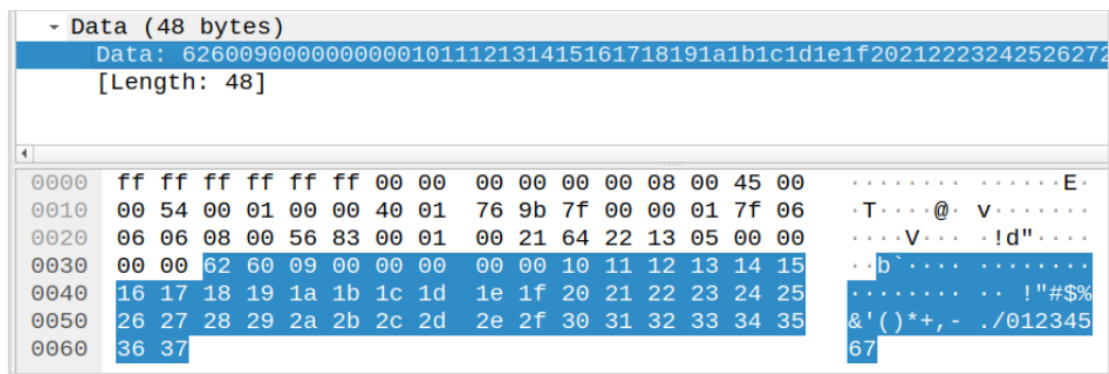 Data (48 bytes)
Data: 6260090000000000101112131415161718191a1b1c1d1e1f20212223242526272
[Length: 48]
0000 ff ff ff ff ff ff 00 00 00 00 00 00 08 00 45 00 ········ ······E·
0010 00 54 00 01 00 00 40 01 76 9b 7f 00 00 01 7f 06 ·T····@· v·······
0020 06 06 08 00 56 83 00 01 00 21 64 22 13 05 00 00 ····V··· ·!d"····
0030 00 00 62 60 09 00 00 00 00 00 10 11 12 13 14 15 ··b`···· ········
0040 16 17 18 19 1a 1b 1c 1d 1e 1f 20 21 22 23 24 25 ········ ·· !"#$%
0050 26 27 28 29 2a 2b 2c 2d 2e 2f 30 31 32 33 34 35 &'()*+,- ./012345
0060 36 37 67